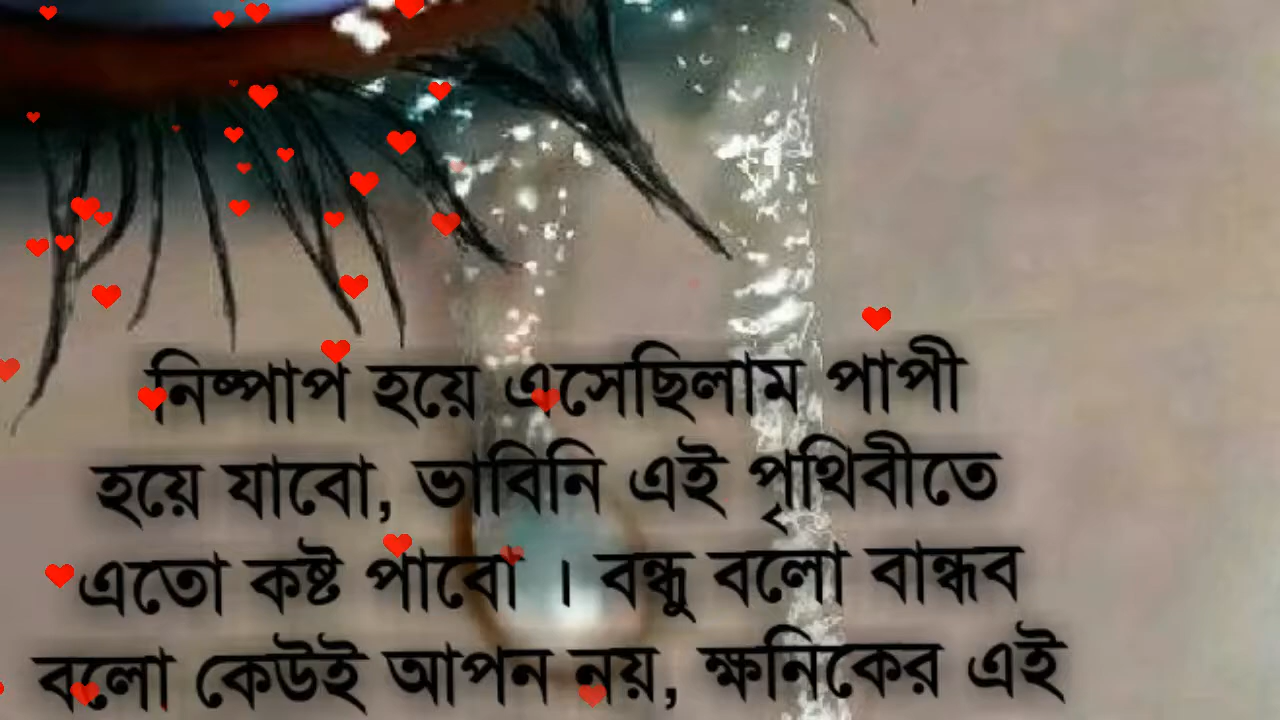 নিষ্পাপ হয়ে এসেছিলাম পাপী
হয়ে যাবো, ভাবিনি এই পৃথিবীতে
এতো কষ্ট পাবো । বন্ধু বলো বান্ধব
বলো কেউই আপন নয়, ক্ষনিকের এই